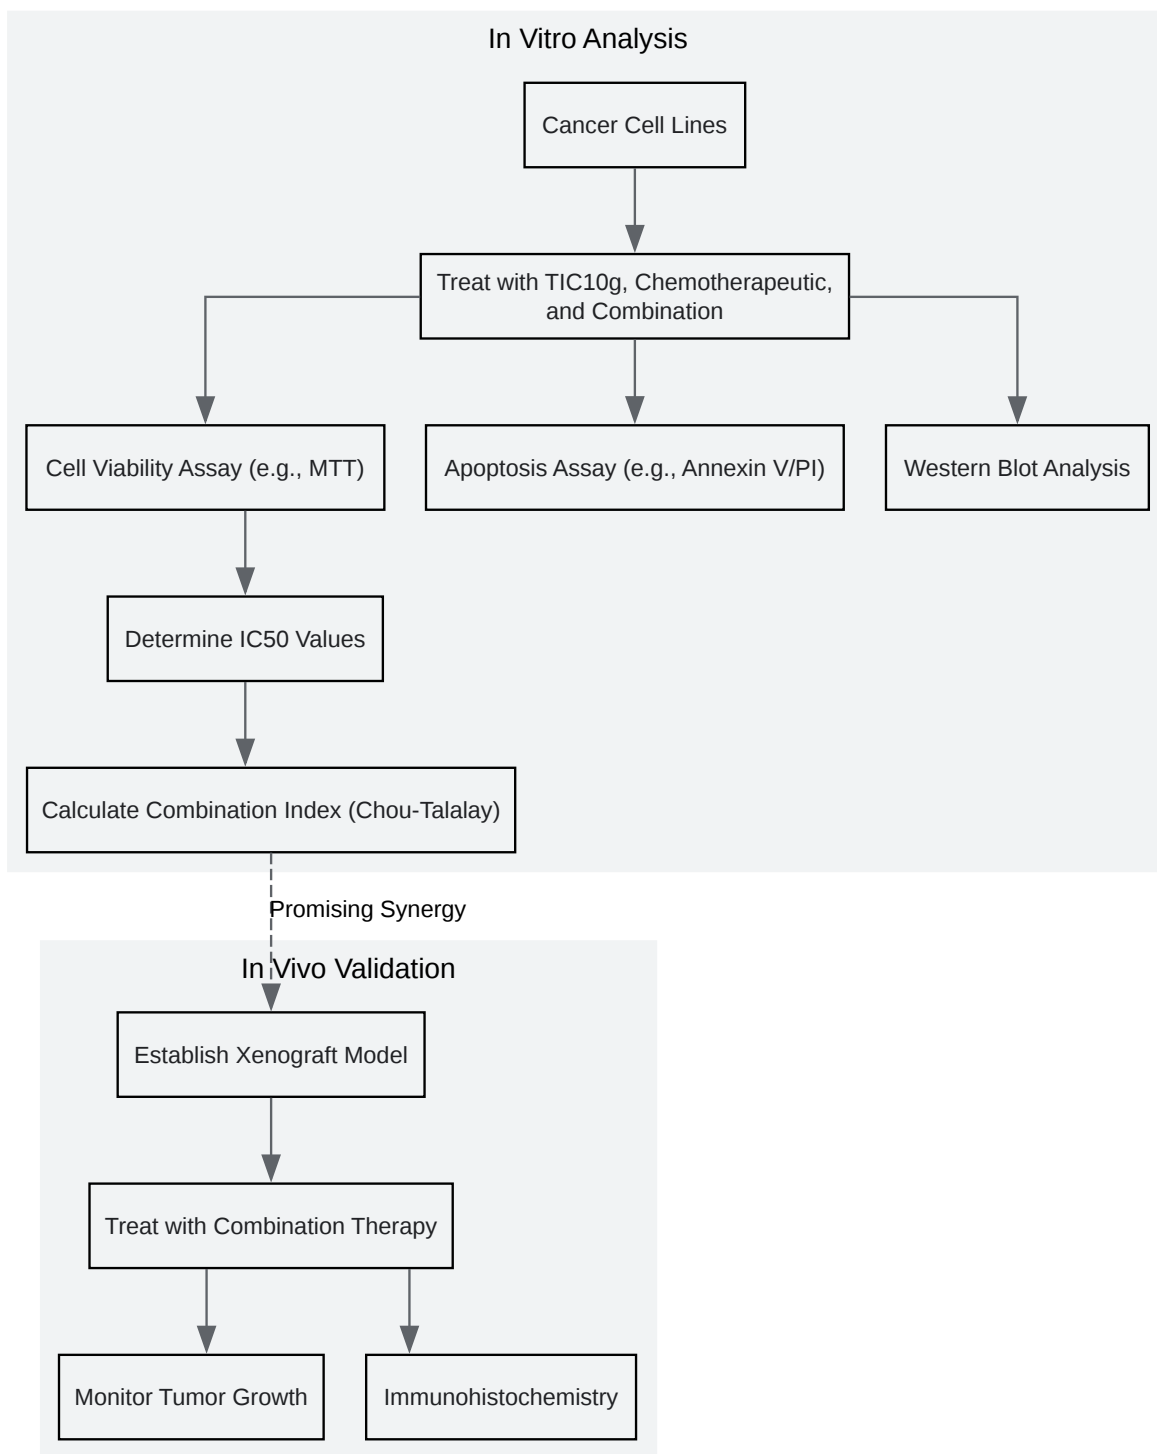 In Vitro Analysis
Cancer Cell Lines
Treat with TIC10g, Chemotherapeutic,
and Combination
Cell Viability Assay (e.g., MTT)
Apoptosis Assay (e.g., Annexin V/PI)
Western Blot Analysis
Determine IC50 Values
Calculate Combination Index (Chou-Talalay)
Promising Synergy
In Vivo Validation
Establish Xenograft Model
Treat with Combination Therapy
Monitor Tumor Growth
Immunohistochemistry